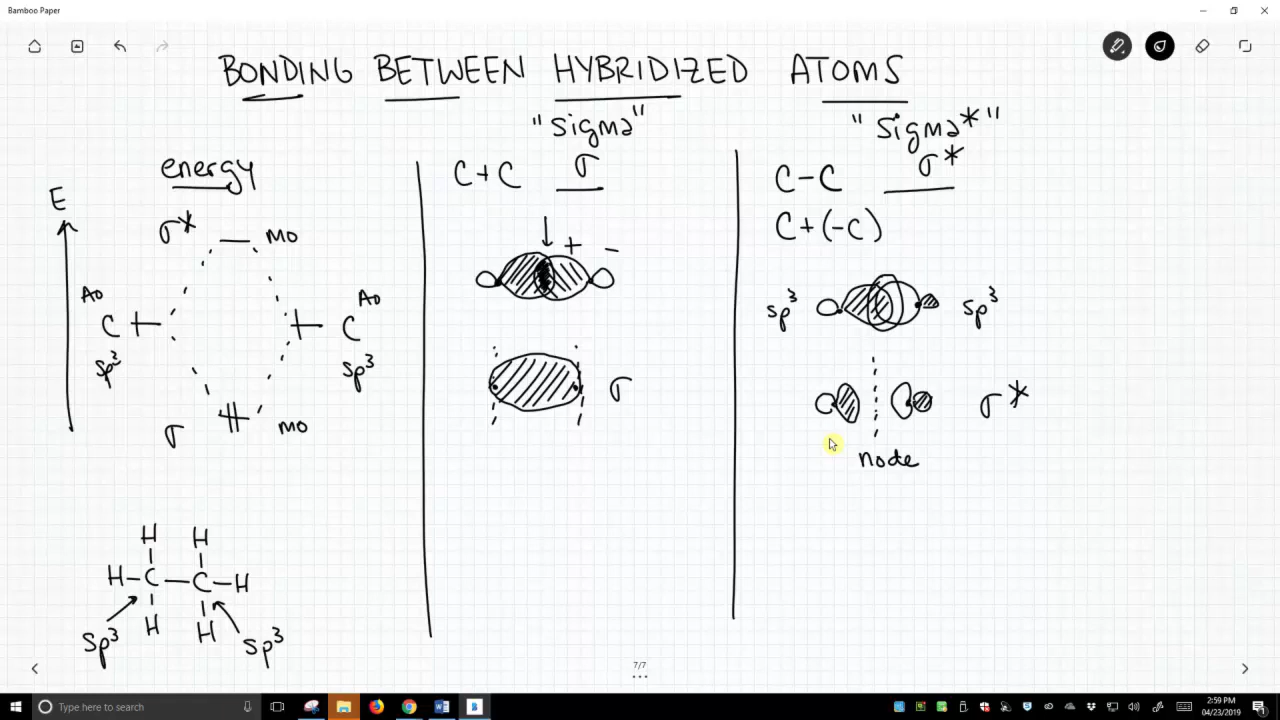 Bamboo Paper
BONDING BETWEEN HYBRIDIZED ATOMS
"Sigma"
"Sigma*"
energy
C+C σ
C-C σ*
C+(-C)
E
σ* MO
+ -
AO
AO
C
C
sp³
sp³
sp³
sp³
σ MO
σ
σ*
node
H H
H-C-C-H
H H
sp³
sp³
7/7
Type here to search
2:59 PM
04/23/2019